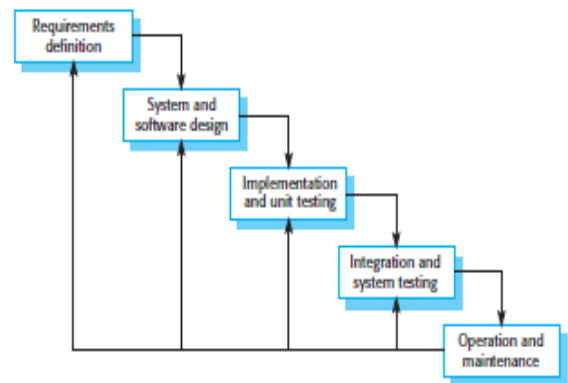 Requirements
definition
System and
software design
Implementation
and unit testing
Integration and
system testing
Operation and
maintenance